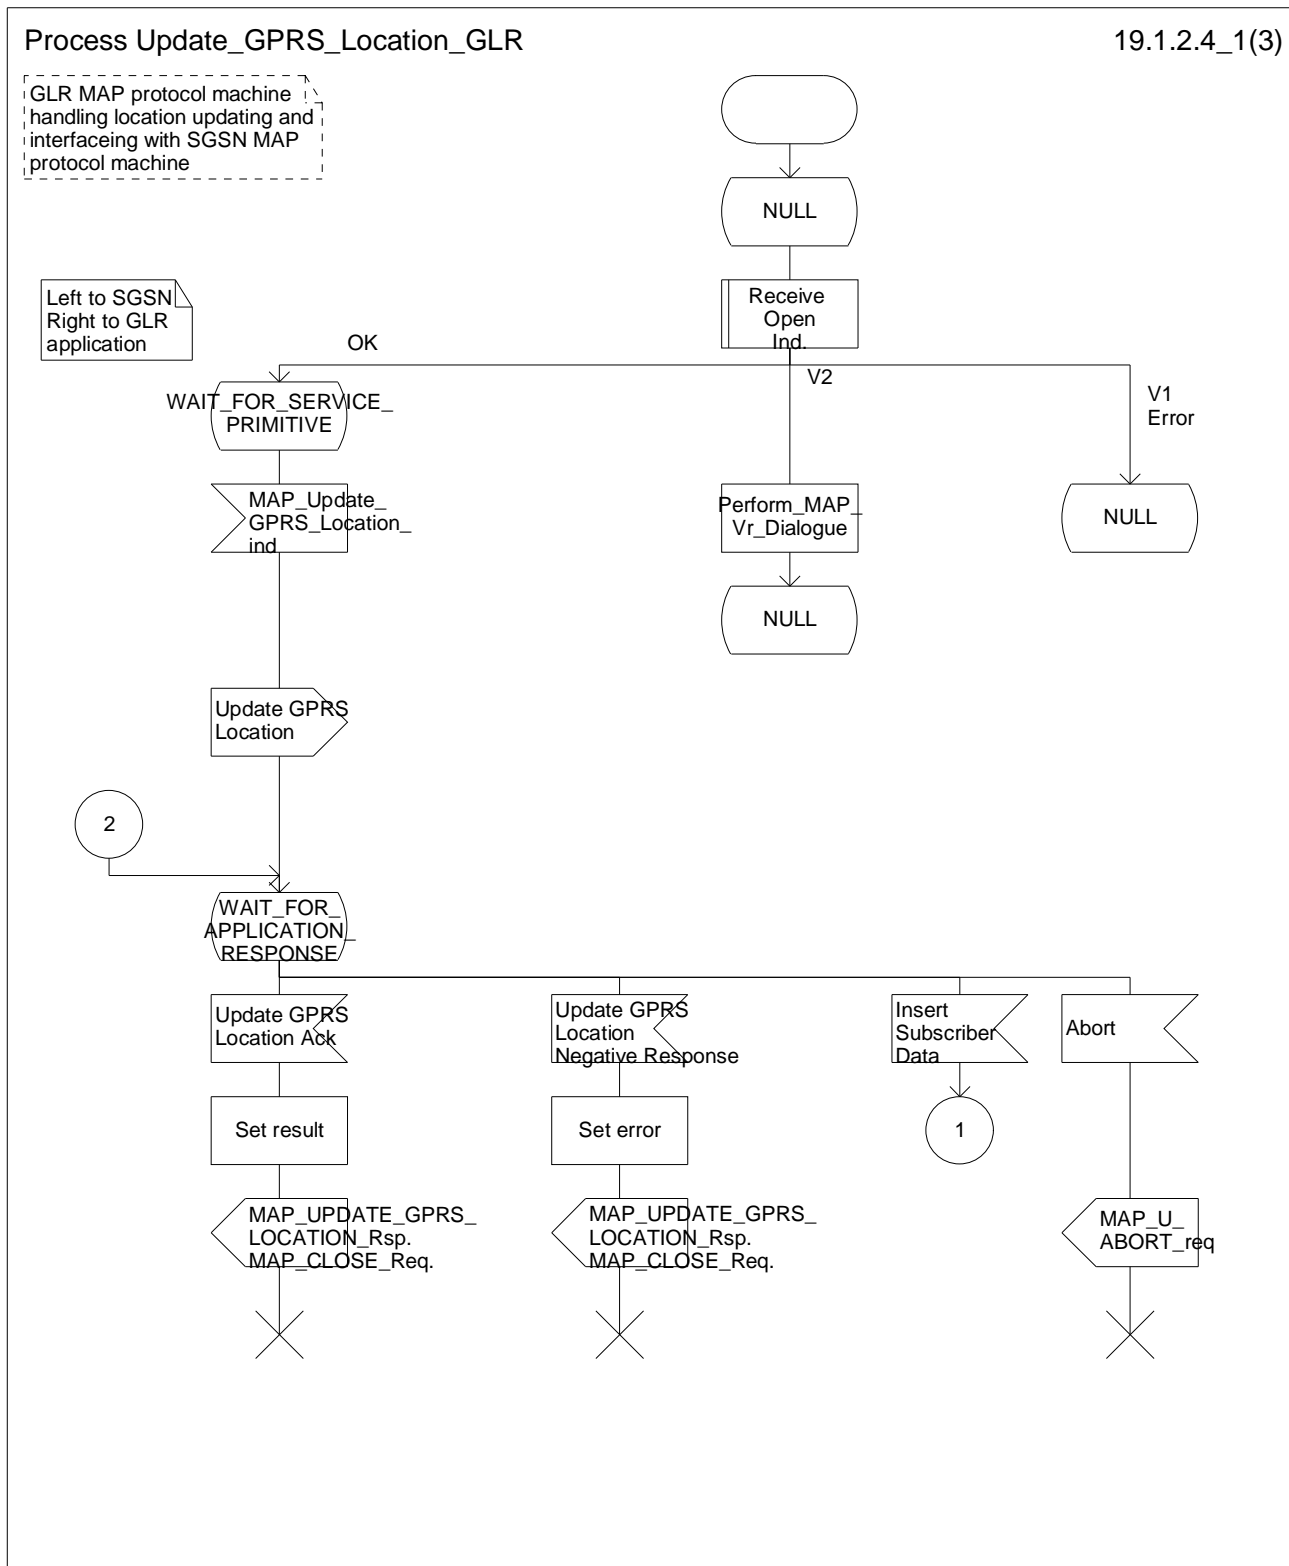 Process Update_GPRS_Location_GLR
19.1.2.4_1(3)
GLR MAP protocol machine
handling location updating and
interfaceing with SGSN MAP
protocol machine
NULL
Left to SGSN
Right to GLR
application
Receive
Open
Ind.
OK
V2
V1
Error
WAIT_FOR_SERVICE_
PRIMITIVE
MAP_Update_
GPRS_Location_
ind
Perform_MAP_
Vr_Dialogue
NULL
NULL
Update GPRS
Location
2
WAIT_FOR_
APPLICATION_
RESPONSE
Update GPRS
Location Ack
Update GPRS
Location
Negative Response
Insert
Subscriber
Data
Abort
Set result
Set error
1
MAP_UPDATE_GPRS_
LOCATION_Rsp.
MAP_CLOSE_Req.
MAP_UPDATE_GPRS_
LOCATION_Rsp.
MAP_CLOSE_Req.
MAP_U_
ABORT_req